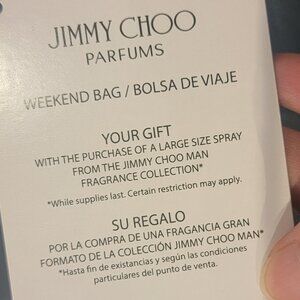 JIMMY CHOO
PARFUMS
WEEKEND BAG / BOLSA DE VIAJE
YOUR GIFT
WITH THE PURCHASE OF A LARGE SIZE SPRAY
FROM THE JIMMY CHOO MAN
FRAGRANCE COLLECTION*
*While supplies last. Certain restriction may apply.
SU REGALO
POR LA COMPRA DE UNA FRAGANCIA GRAN
FORMATO DE LA COLECCIÓN JIMMY CHOO MAN*
*Hasta fin de existancias y según las condiciones
particulares del punto de venta.